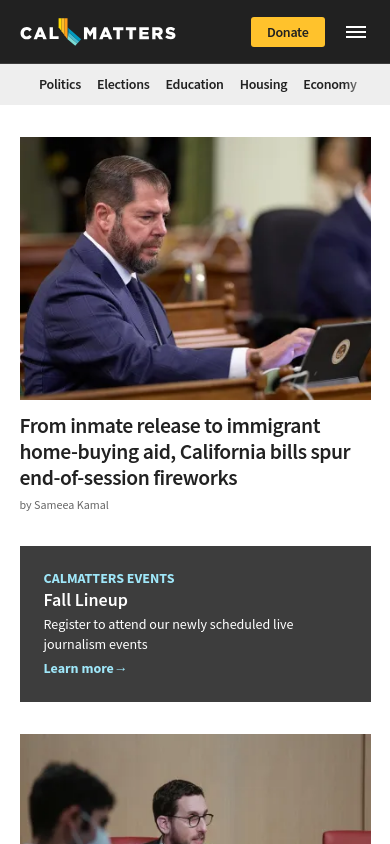 CALMATTERS
Donate
Politics Elections Education Housing Economy
From inmate release to immigrant
home-buying aid, California bills spur
end-of-session fireworks
by Sameea Kamal
CALMATTERS EVENTS
Fall Lineup
Register to attend our newly scheduled live
journalism events
Learn more→